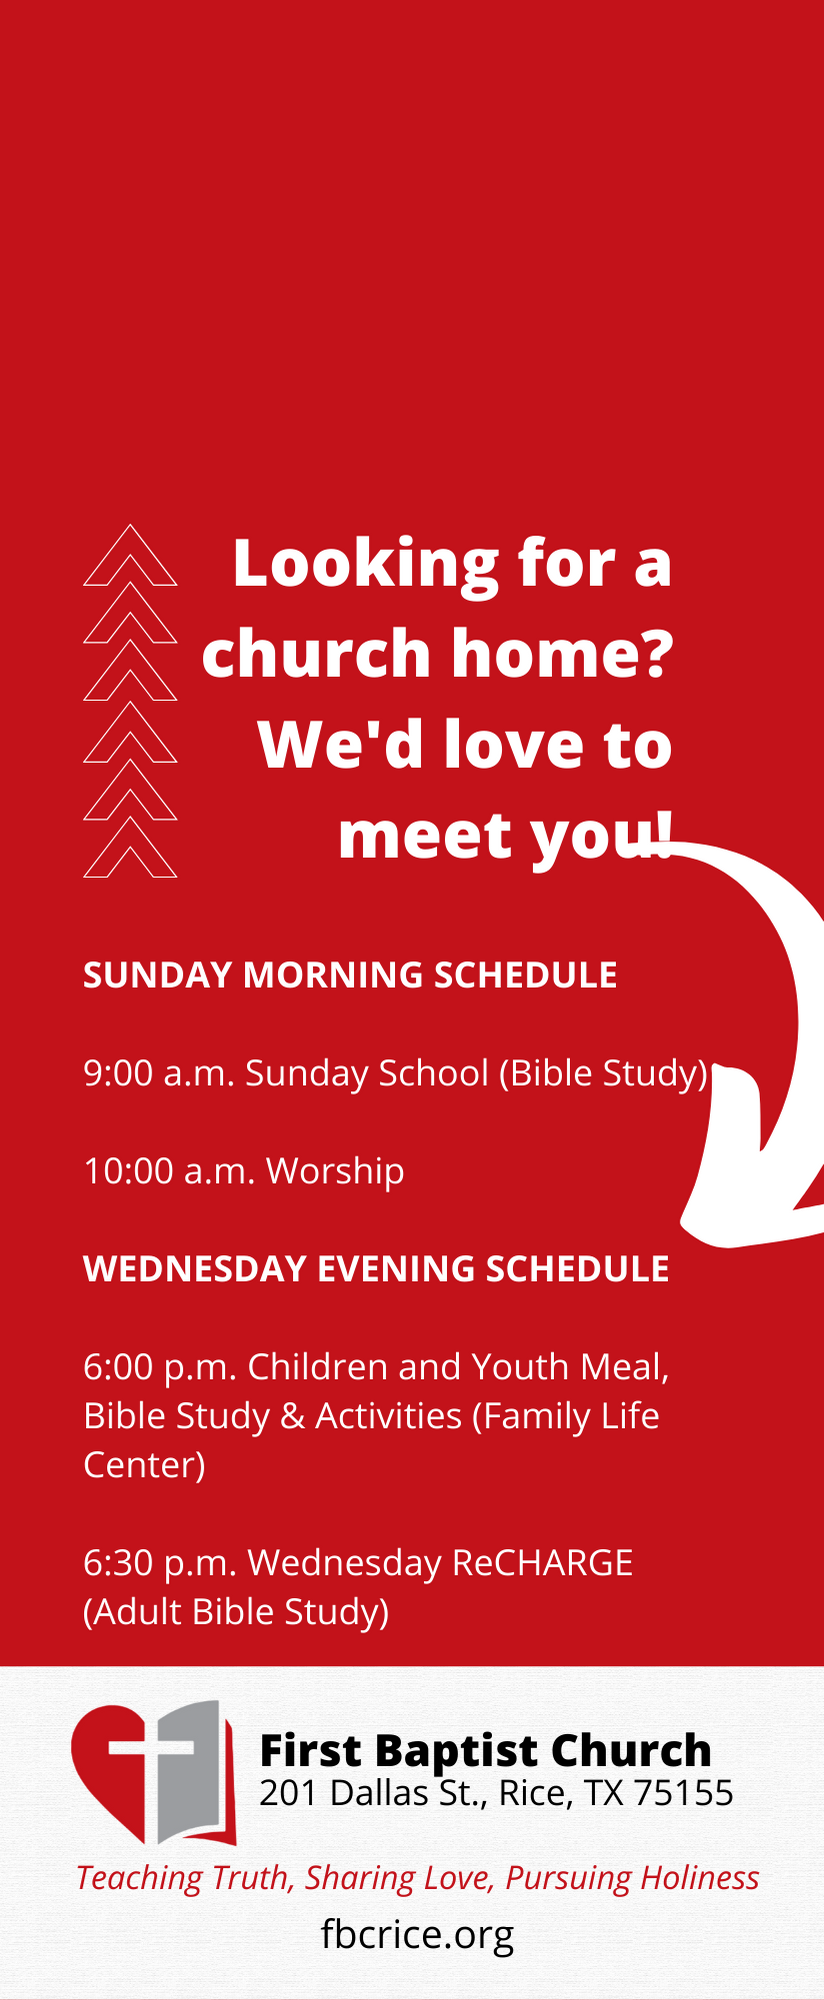 Looking for a
church home?
We'd love to
meet you!
SUNDAY MORNING SCHEDULE
9:00 a.m. Sunday School (Bible Study)
10:00 a.m. Worship
WEDNESDAY EVENING SCHEDULE
6:00 p.m. Children and Youth Meal,
Bible Study & Activities (Family Life
Center)
6:30 p.m. Wednesday ReCHARGE
(Adult Bible Study)
First Baptist Church
201 Dallas St., Rice, TX 75155
Teaching Truth, Sharing Love, Pursuing Holiness
fbcrice.org